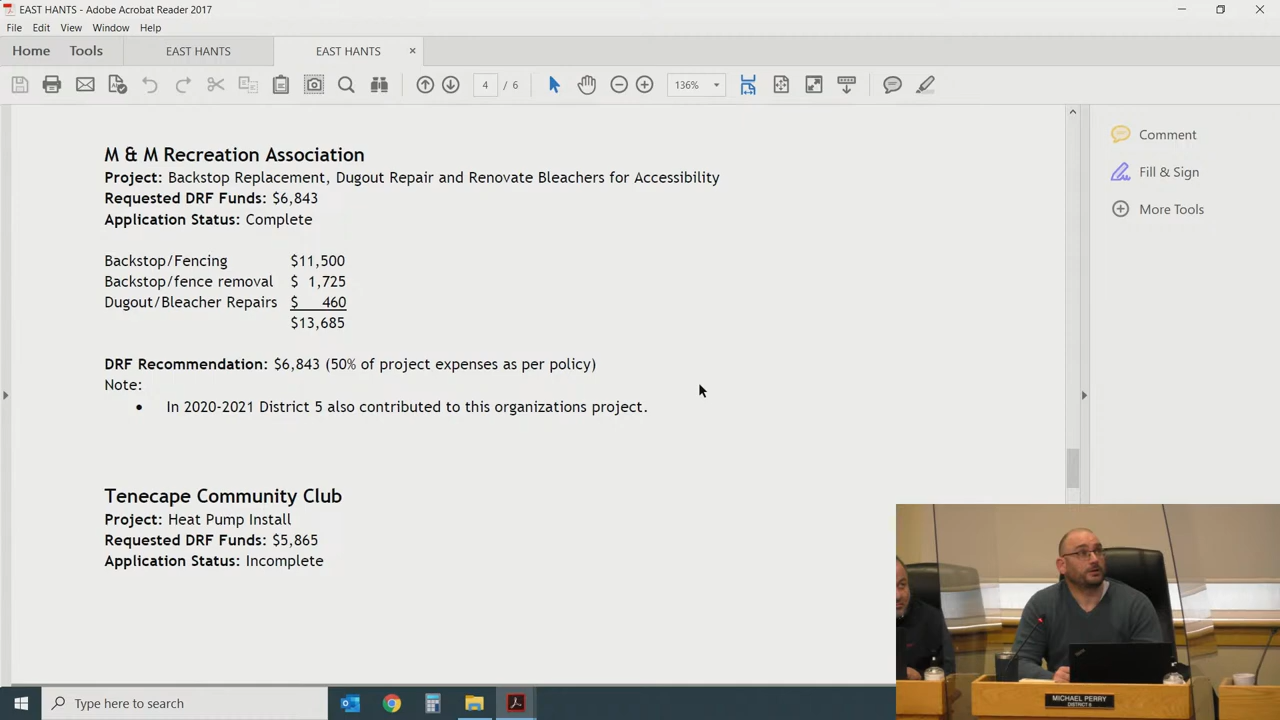 EAST HANTS - Adobe Acrobat Reader 2017
File Edit View Window Help
Home Tools EAST HANTS EAST HANTS ×
4 / 6 136%
M & M Recreation Association
Project: Backstop Replacement, Dugout Repair and Renovate Bleachers for Accessibility
Requested DRF Funds: $6,843
Application Status: Complete
Backstop/Fencing $11,500
Backstop/fence removal $ 1,725
Dugout/Bleacher Repairs $ 460
$13,685
DRF Recommendation: $6,843 (50% of project expenses as per policy)
Note:
• In 2020-2021 District 5 also contributed to this organizations project.
Tenecape Community Club
Project: Heat Pump Install
Requested DRF Funds: $5,865
Application Status: Incomplete
Comment
Fill & Sign
More Tools
MICHAEL PERRY
Type here to search